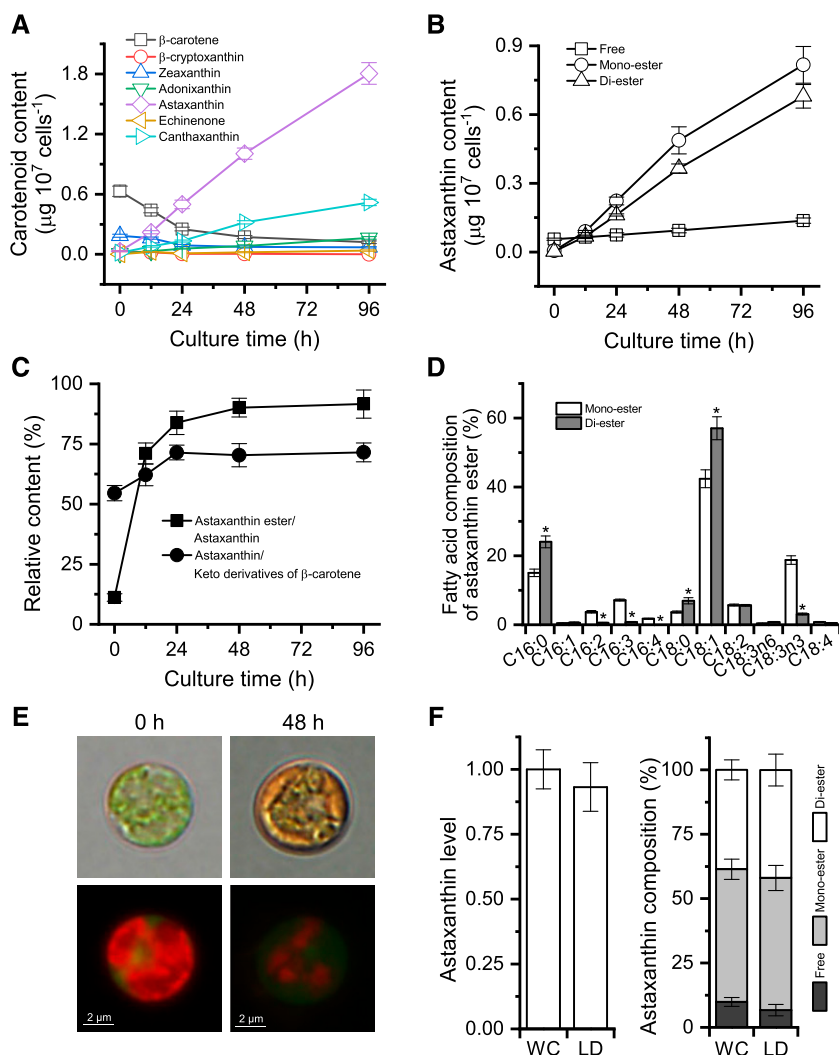 A
β-carotene
β-cryptoxanthin
Zeaxanthin
Adonixanthin
Astaxanthin
Echinenone
Canthaxanthin
Carotenoid content
(µg 10⁷ cells⁻¹)
1.8
1.2
0.6
0.0
0 24 48 72 96
Culture time (h)
B
Free
Mono-ester
Di-ester
Astaxanthin content
(µg 10⁷ cells⁻¹)
0.9
0.6
0.3
0.0
0 24 48 72 96
Culture time (h)
C
Relative content (%)
100
75
50
25
0
Astaxanthin ester/
Astaxanthin
Astaxanthin/
Keto derivatives of β-carotene
0 24 48 72 96
Culture time (h)
D
Mono-ester
Di-ester
Fatty acid composition
of astaxanthin ester (%)
60
40
20
0
* * * * * * *
C16:0 C16:1 C16:2 C16:3 C16:4 C18:0 C18:1 C18:2 C18:3n6 C18:3n3 C18:4
E
0 h 48 h
2 µm 2 µm
F
Astaxanthin level
1.00
0.75
0.50
0.25
0.00
WC LD
Astaxanthin composition (%)
100
75
50
25
0
WC LD
Di-ester
Mono-ester
Free